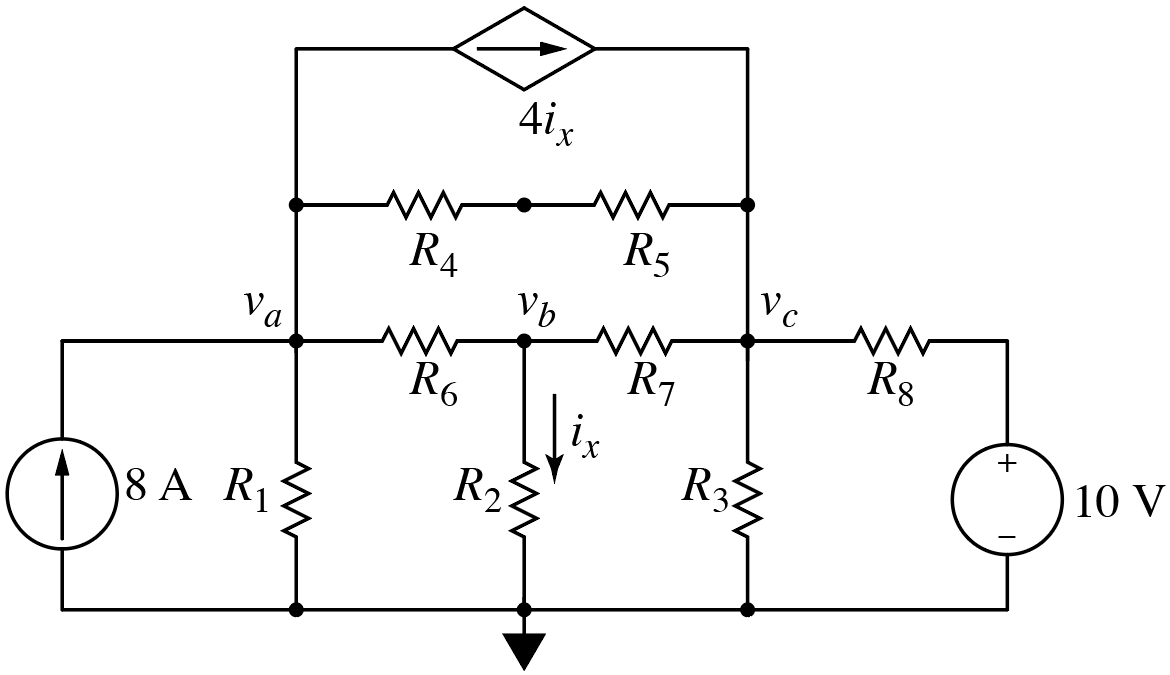 4i_x
R_4 R_5
v_a v_b v_c
R_6 R_7 R_8
i_x
8 A R_1 R_2 R_3 + 10 V −